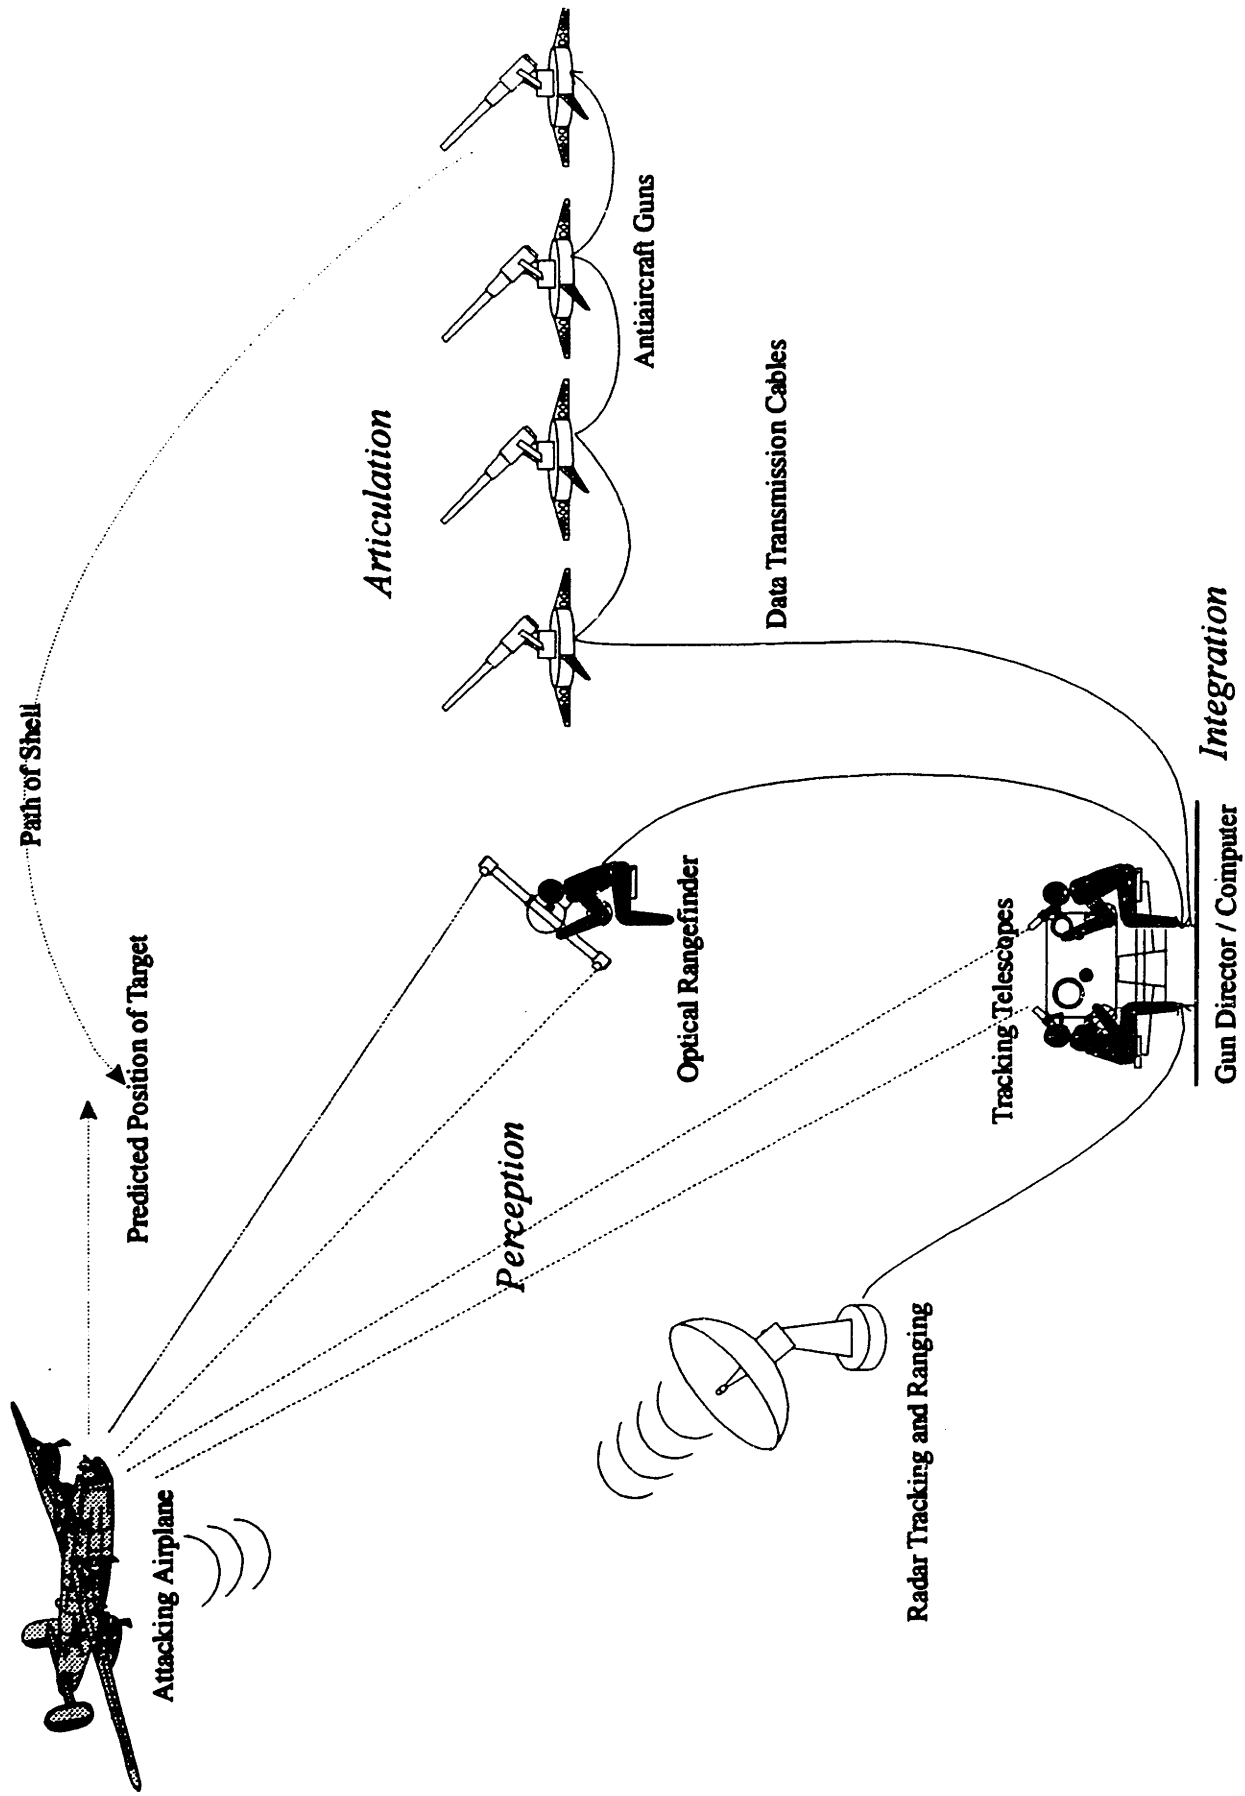 Path of Shell
Attacking Airplane
Predicted Position of Target
Articulation
Perception
Antiaircraft Guns
Optical Rangefinder
Data Transmission Cables
Radar Tracking and Ranging
Tracking Telescopes
Integration
Gun Director / Computer